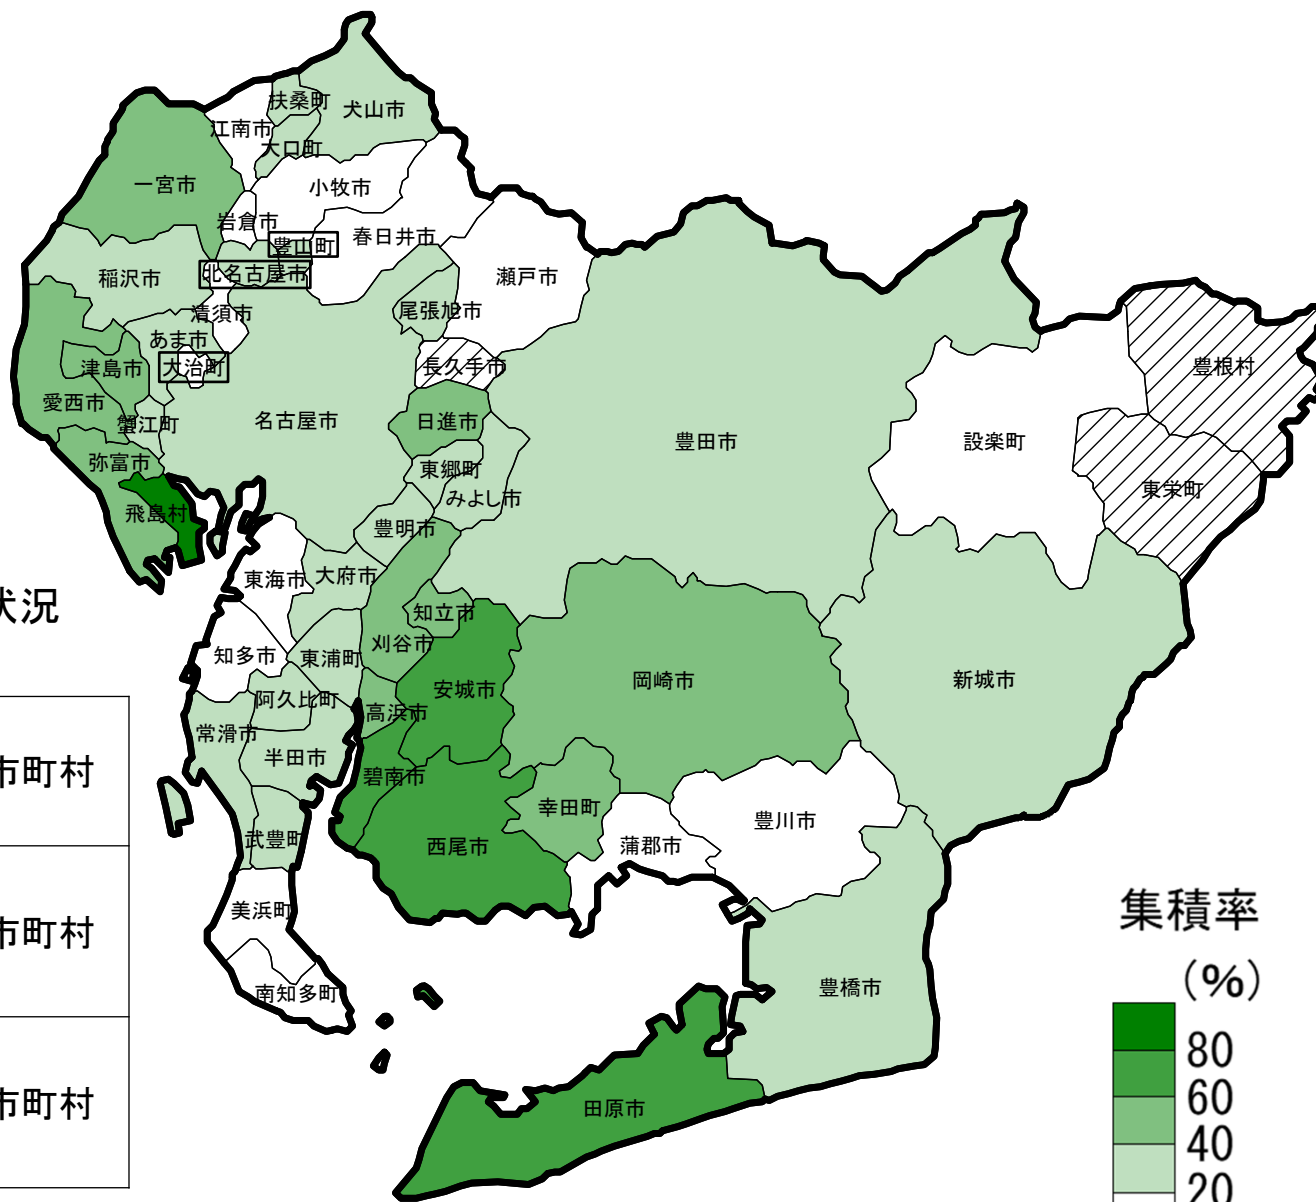 扶桑町
犬山市
江南市
大口町
一宮市
小牧市
岩倉市
春日井市
豊山町
稲沢市
北名古屋市
瀬戸市
清須市
尾張旭市
あま市
津島市
大治町
長久手市
豊根村
愛西市
蟹江町
名古屋市
日進市
豊田市
設楽町
弥富市
東郷町
みよし市
東栄町
飛島村
豊明市
東海市
大府市
状況
知立市
刈谷市
知多市
東浦町
安城市
岡崎市
新城市
阿久比町
高浜市
常滑市
半田市
市町村
碧南市
幸田町
豊川市
武豊町
西尾市
蒲郡市
美浜町
市町村
南知多町
豊橋市
集積率
(%)
80
60
40
20
市町村
田原市